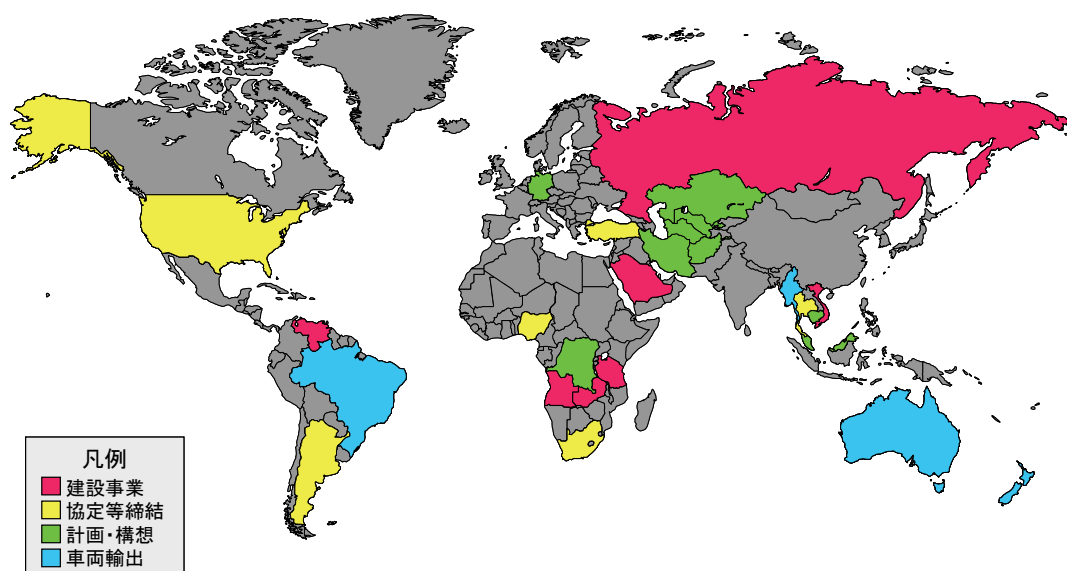 凡例
建設事業
協定等締結
計画・構想
車両輸出